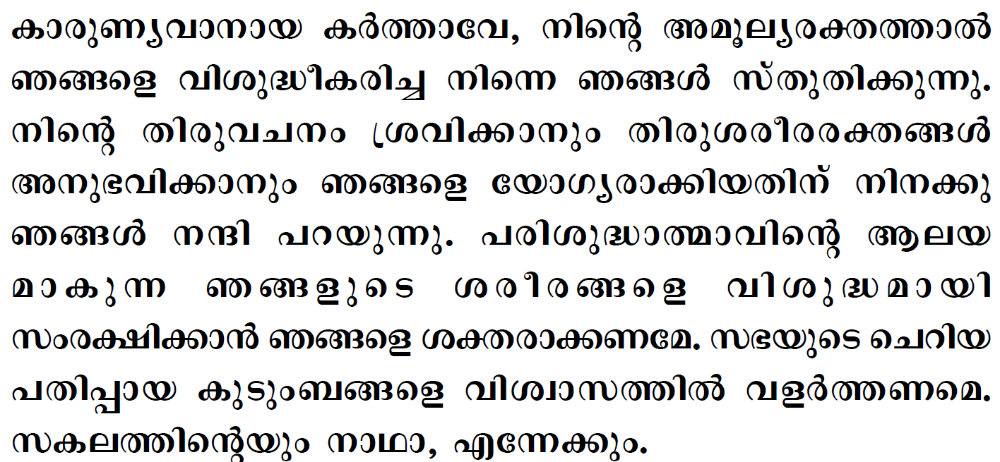 കാരുണ്യവാനായ കർത്താവേ, നിന്റെ അമൂല്യരക്തത്താൽ
ഞങ്ങളെ വിശുദ്ധീകരിച്ച നിന്നെ ഞങ്ങൾ സ്തുതിക്കുന്നു.
നിന്റെ തിരുവചനം ശ്രവിക്കാനും തിരുശരീരരക്തങ്ങൾ
അനുഭവിക്കാനും ഞങ്ങളെ യോഗ്യരാക്കിയതിന് നിനക്കു
ഞങ്ങൾ നന്ദി പറയുന്നു. പരിശുദ്ധാത്മാവിന്റെ ആലയ
മാകുന്ന ഞങ്ങളുടെ ശരീരങ്ങളെ വിശുദ്ധമായി
സംരക്ഷിക്കാൻ ഞങ്ങളെ ശക്തരാക്കണമേ. സഭയുടെ ചെറിയ
പതിപ്പായ കുടുംബങ്ങളെ വിശ്വാസത്തിൽ വളർത്തണമെ.
സകലത്തിന്റെയും നാഥാ, എന്നേക്കും.